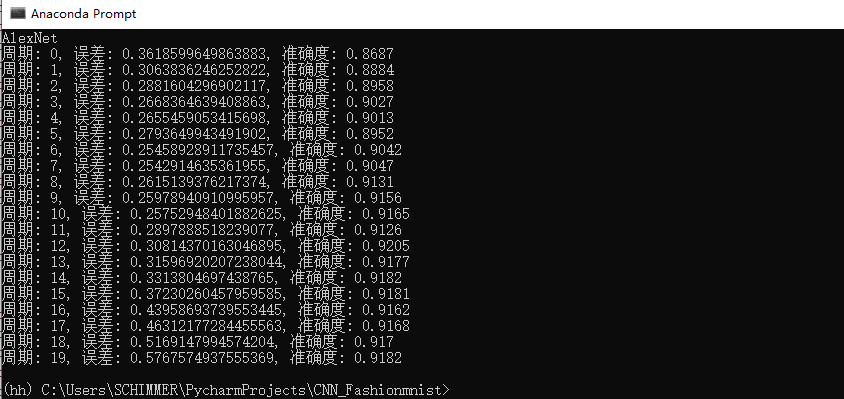 Anaconda Prompt
AlexNet
周期: 0, 误差: 0.3618599649863883, 准确度: 0.8687
周期: 1, 误差: 0.3063836246252822, 准确度: 0.8884
周期: 2, 误差: 0.2881604296902117, 准确度: 0.8958
周期: 3, 误差: 0.2668364639408863, 准确度: 0.9027
周期: 4, 误差: 0.2655459053415698, 准确度: 0.9013
周期: 5, 误差: 0.2793649943491902, 准确度: 0.8952
周期: 6, 误差: 0.25458928911735457, 准确度: 0.9042
周期: 7, 误差: 0.2542914635361955, 准确度: 0.9047
周期: 8, 误差: 0.2615139376217374, 准确度: 0.9131
周期: 9, 误差: 0.25978940910995957, 准确度: 0.9156
周期: 10, 误差: 0.25752948401882625, 准确度: 0.9165
周期: 11, 误差: 0.2897888518239077, 准确度: 0.9126
周期: 12, 误差: 0.30814370163046895, 准确度: 0.9205
周期: 13, 误差: 0.31596920207238044, 准确度: 0.9177
周期: 14, 误差: 0.3313804697438765, 准确度: 0.9182
周期: 15, 误差: 0.37230260457959585, 准确度: 0.9181
周期: 16, 误差: 0.43958693739553445, 准确度: 0.9162
周期: 17, 误差: 0.46312177284455563, 准确度: 0.9168
周期: 18, 误差: 0.5169147994574204, 准确度: 0.917
周期: 19, 误差: 0.5767574937555369, 准确度: 0.9182
(hh) C:\Users\SCHIMMER\PycharmProjects\CNN_Fashionmnist>